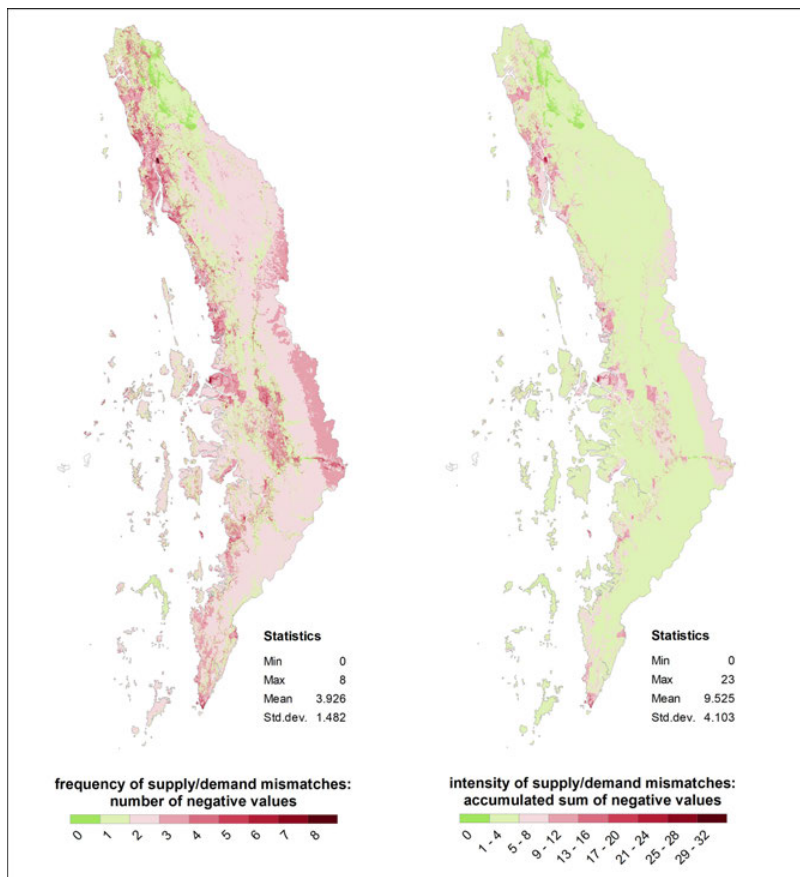 Statistics
Min 0
Max 8
Mean 3.926
Std.dev. 1.482
Statistics
Min 0
Max 23
Mean 9.525
Std.dev. 4.103
frequency of supply/demand mismatches:
number of negative values
0 1 2 3 4 5 6 7 8
intensity of supply/demand mismatches:
accumulated sum of negative values
0 1 - 4 5 - 8 9 - 12 13 - 16 17 - 20 21 - 24 25 - 28 29 - 32